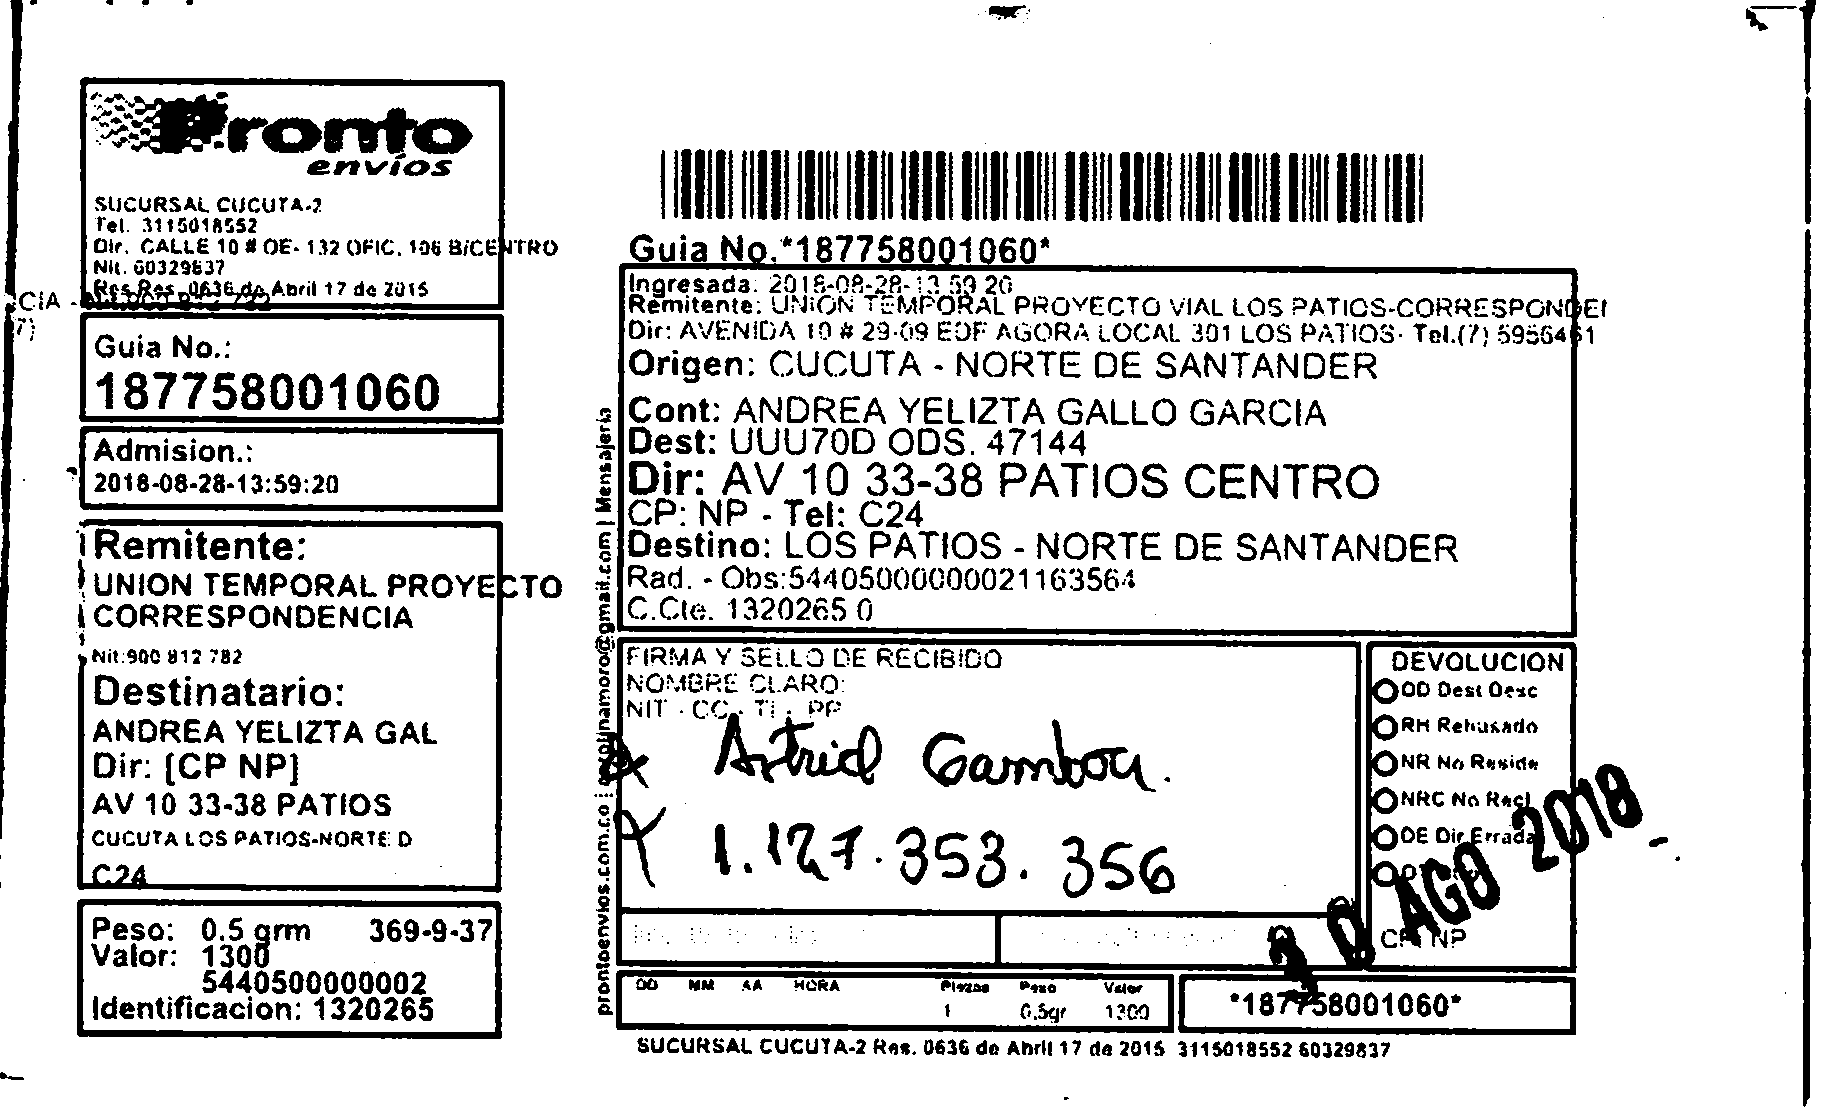 Pronto
envíos
SUCURSAL CUCUTA-2
Tel. 3115018552
Dir. CALLE 10 # OE- 132 OFIC. 106 B/CENTRO
Nit. 60329837
Res.Res. 0636 de Abril 17 de 2015
CIA -
7)
Guia No.:
187758001060
Admision.:
2018-08-28-13:59:20
Remitente:
UNION TEMPORAL PROYECTO
CORRESPONDENCIA
Nit:900 812 782
Destinatario:
ANDREA YELIZTA GAL
Dir: [CP NP]
AV 10 33-38 PATIOS
CUCUTA LOS PATIOS-NORTE D
C24
Peso: 0.5 grm 369-9-37
Valor: 1300
5440500000002
Identificacion: 1320265
prontoenvios.com.co | | Mensajeria
Guia No.*187758001060*
Ingresada: 2018-08-28-13:59:20
Remitente: UNION TEMPORAL PROYECTO VIAL LOS PATIOS-CORRESPONDEI
Dir: AVENIDA 10 # 29-09 EDF AGORA LOCAL 301 LOS PATIOS- Tel.(7) 5956461
Origen: CUCUTA - NORTE DE SANTANDER
Cont: ANDREA YELIZTA GALLO GARCIA
Dest: UUU70D ODS. 47144
Dir: AV 10 33-38 PATIOS CENTRO
CP: NP - Tel: C24
Destino: LOS PATIOS - NORTE DE SANTANDER
Rad. - Obs:54405000000021163564
C.Cte. 1320265 0
FIRMA Y SELLO DE RECIBIDO
NOMBRE CLARO:
NIT - CC - TI - PP
Astrid Gamboa.
1.127.353.356
DEVOLUCION
OD Dest Desc
RH Rehusado
NR No Reside
NRC No Recl
DE Dir Errada
CP: NP
AGO 2018
DD MM AA HORA Piezas Peso Valor
1 0.5gr 1300
*187758001060*
SUCURSAL CUCUTA-2 Res. 0636 de Abril 17 de 2015 3115018552 60329837